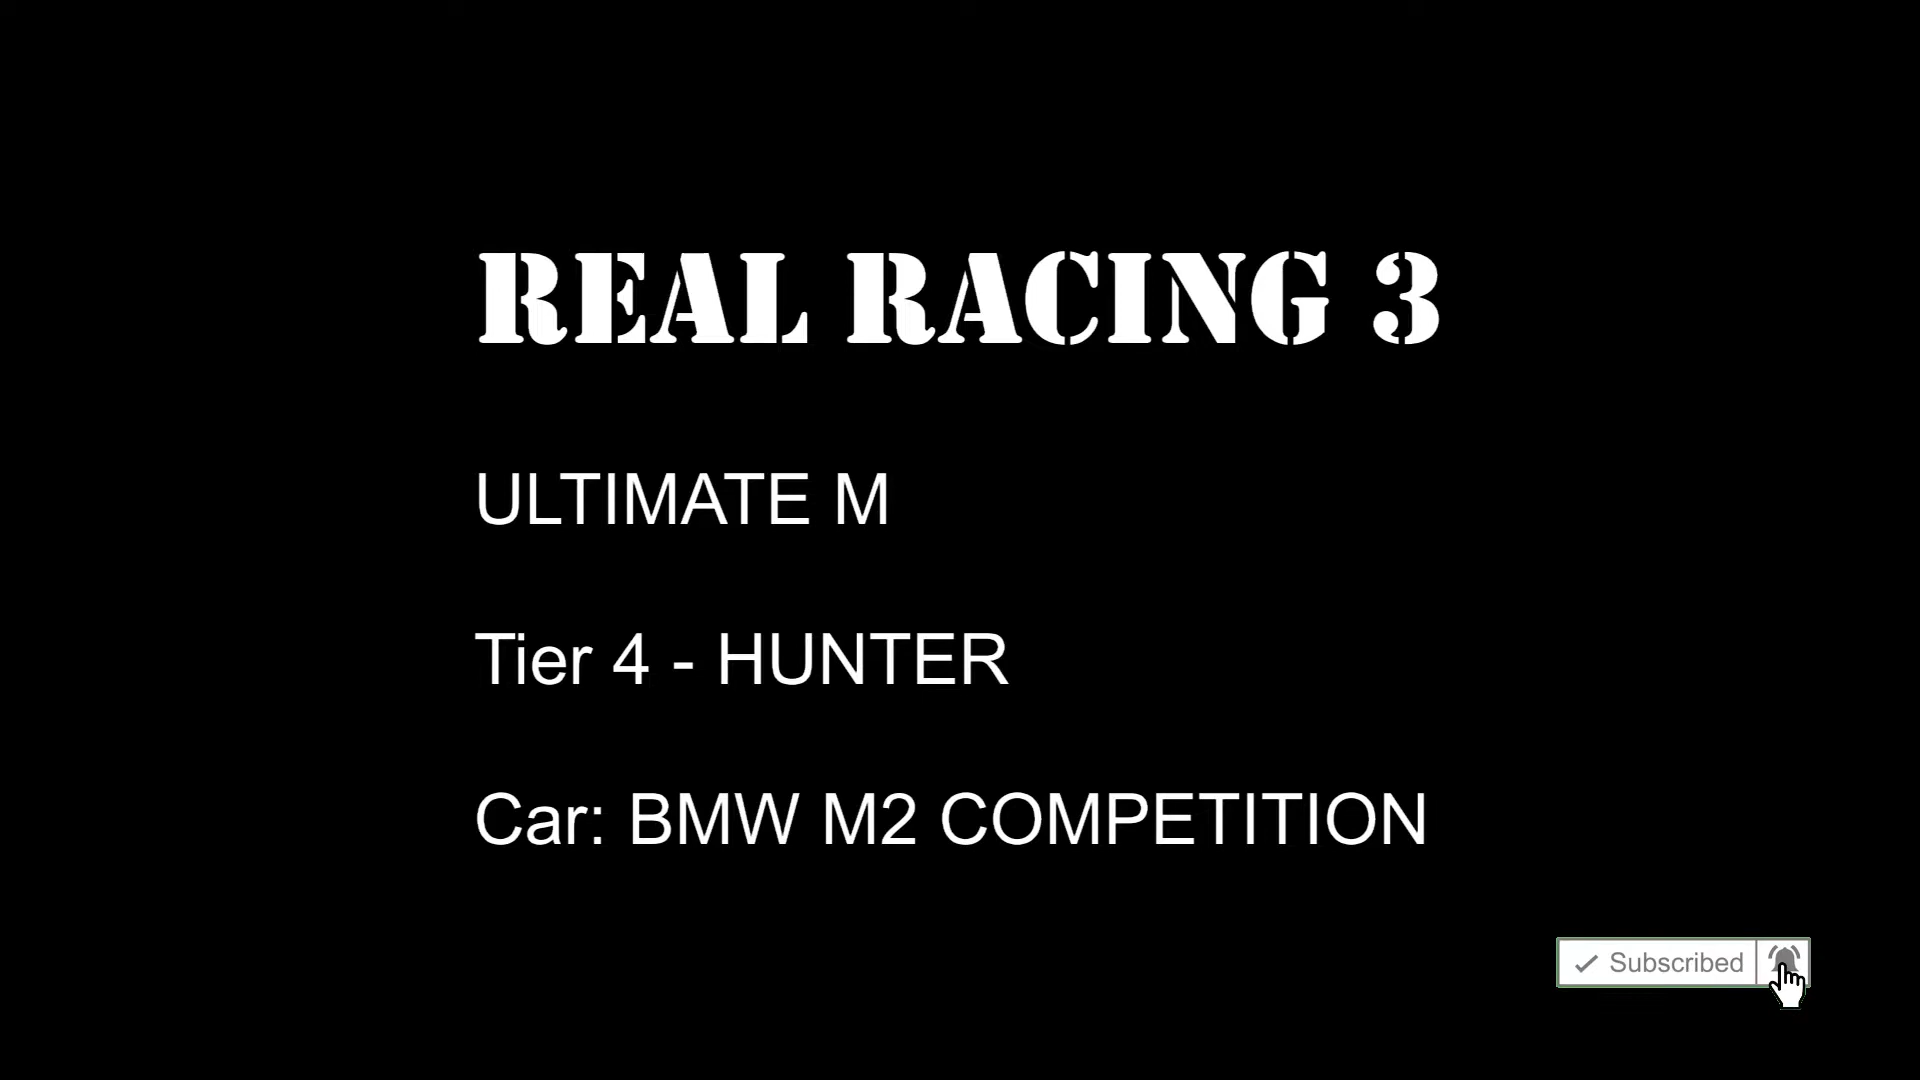 REAL RACING 3
ULTIMATE M
Tier 4 - HUNTER
Car: BMW M2 COMPETITION
Subscribed